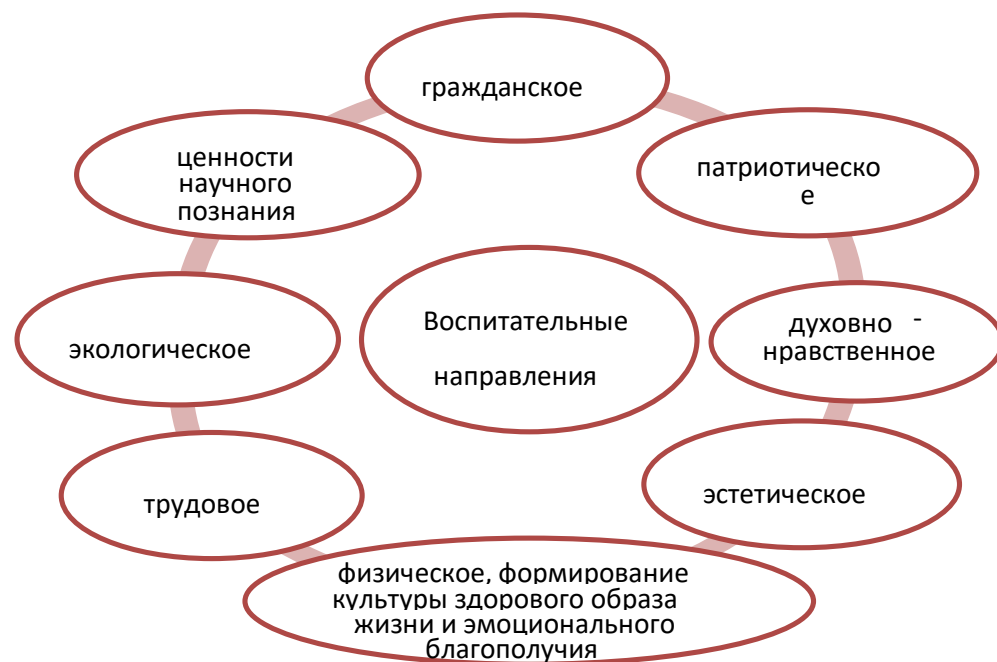 гражданское
ценности
научного
познания
патриотическо
е
Воспитательные
направления
экологическое
духовно -
нравственное
трудовое
эстетическое
физическое, формирование
культуры здорового образа
жизни и эмоционального
благополучия